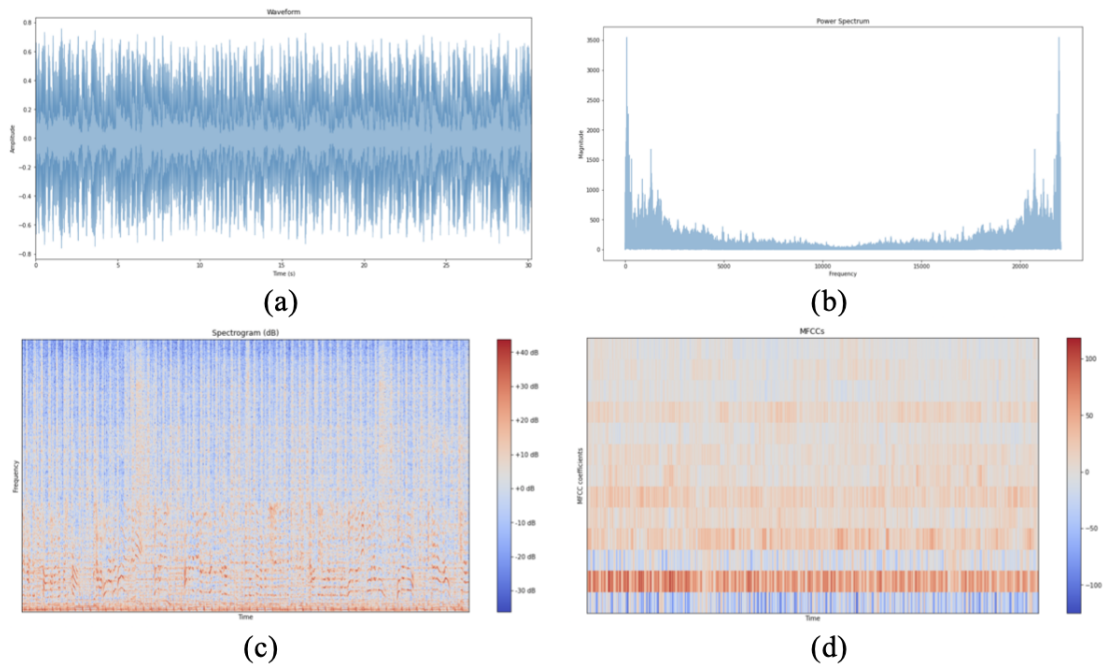 Waveform
0.8
0.6
0.4
0.2
0.0
−0.2
−0.4
−0.6
−0.8
Amplitude
0
5
10
15
20
25
30
Time (s)
(a)
Power Spectrum
3500
3000
2500
2000
1500
1000
500
0
Magnitude
0
5000
10000
15000
20000
Frequency
(b)
Spectrogram (dB)
Frequency
Time
+40 dB
+30 dB
+20 dB
+10 dB
+0 dB
-10 dB
-20 dB
-30 dB
(c)
MFCCs
MFCC coefficients
Time
100
50
0
−50
−100
(d)